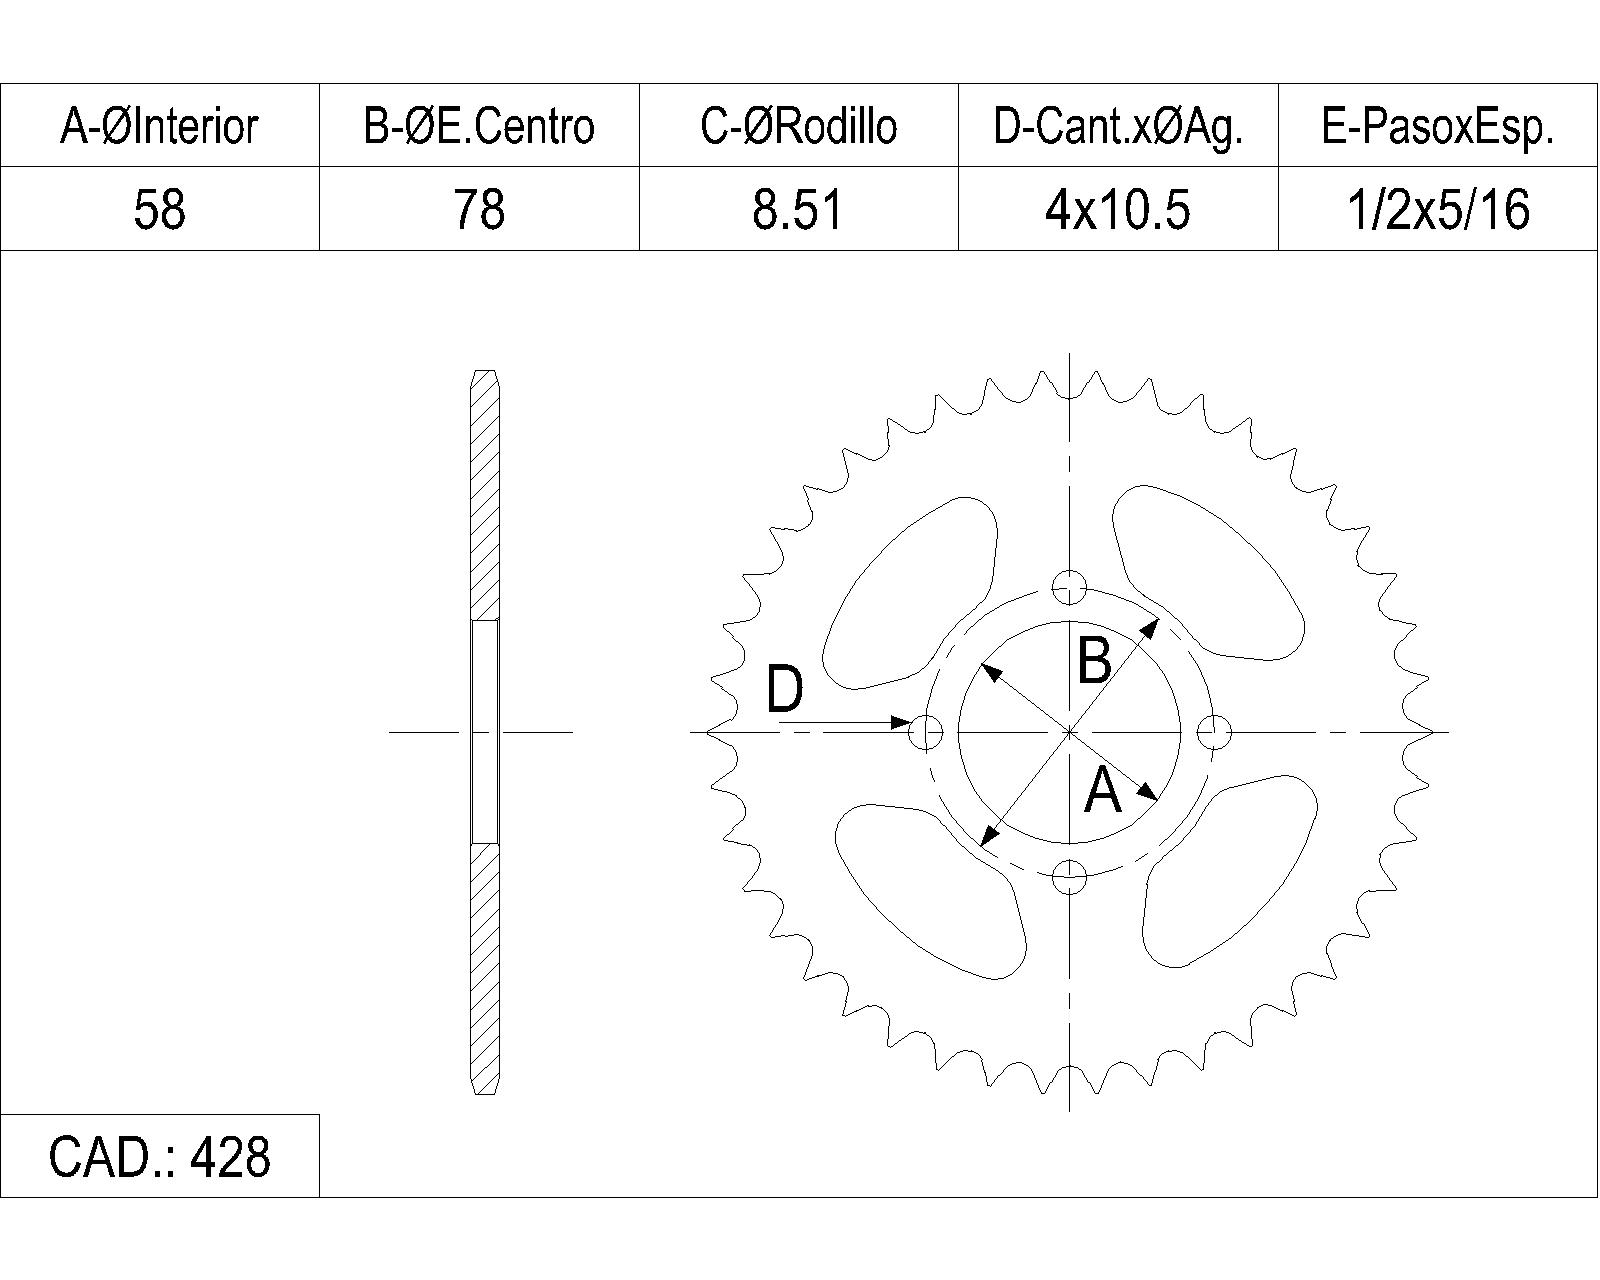 A-ØInterior B-ØE.Centro C-ØRodillo D-Cant.xØAg. E-PasoxEsp.
58 78 8.51 4x10.5 1/2x5/16
B
D
A
CAD.: 428